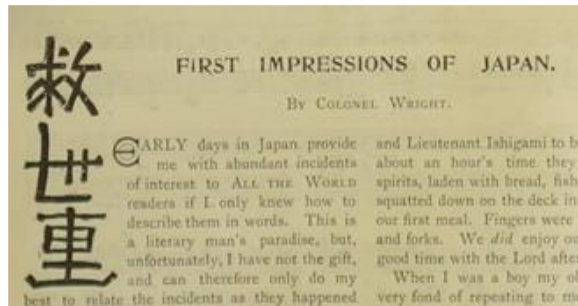 救世軍
FIRST IMPRESSIONS OF JAPAN.
BY COLONEL WRIGHT.
EARLY days in Japan provide
me with abundant incidents
of interest to ALL THE WORLD
readers if I only knew how to
describe them in words. This is
a literary man's paradise, but,
unfortunately, I have not the gift,
and can therefore only do my
best to relate the incidents as they happened
and Lieutenant Ishigami to
about an hour's time they
spirits, laden with bread,
squatted down on the deck in
our first meal. Fingers were
and forks. We did enjoy
good time with the Lord
When I was a boy my
very fond of repeating to